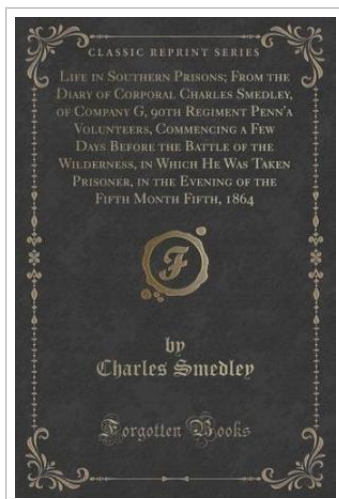 CLASSIC REPRINT SERIES
LIFE IN SOUTHERN PRISONS; FROM THE
DIARY OF CORPORAL CHARLES SMEDLEY,
OF COMPANY G, 90TH REGIMENT PENN'A
VOLUNTEERS, COMMENCING A FEW
DAYS BEFORE THE BATTLE OF THE
WILDERNESS, IN WHICH HE WAS TAKEN
PRISONER, IN THE EVENING OF THE
FIFTH MONTH FIFTH, 1864
F
by
Charles Smedley
Forgotten Books